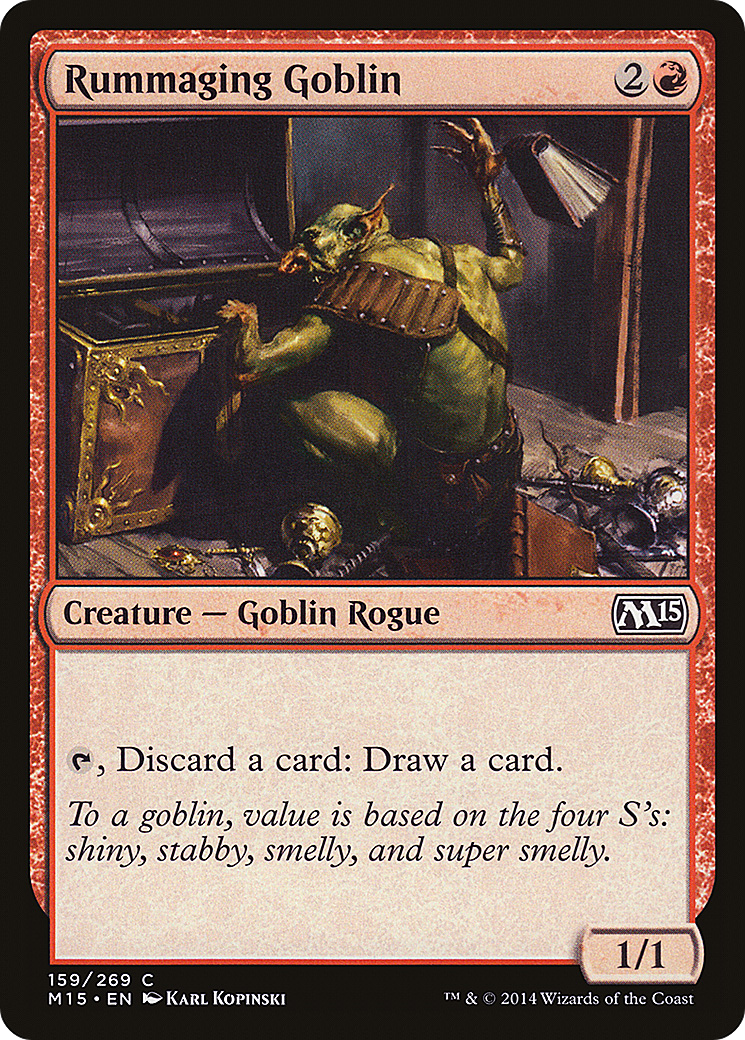 Rummaging Goblin 2
Creature — Goblin Rogue M15
, Discard a card: Draw a card.
To a goblin, value is based on the four S's:
shiny, stabby, smelly, and super smelly.
1/1
159/269 C
M15 • EN KARL KOPINSKI ™ & © 2014 Wizards of the Coast